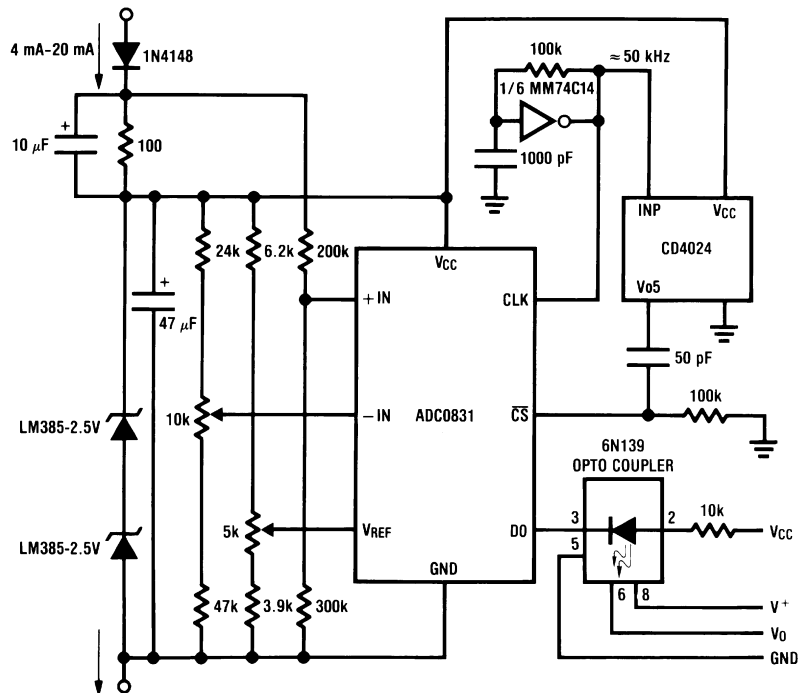 4 mA–20 mA
1N4148
100k
≈ 50 kHz
1/6 MM74C14
10 μF
+
100
1000 pF
INP
VCC
CD4024
VO5
24k
6.2k
200k
VCC
+ IN
CLK
+
47 μF
50 pF
LM385-2.5V
10k
– IN
ADC0831
CS
100k
6N139
OPTO COUPLER
LM385-2.5V
5k
VREF
DO
3
2
10k
VCC
5
GND
47k
3.9k
300k
6
8
V+
VO
GND